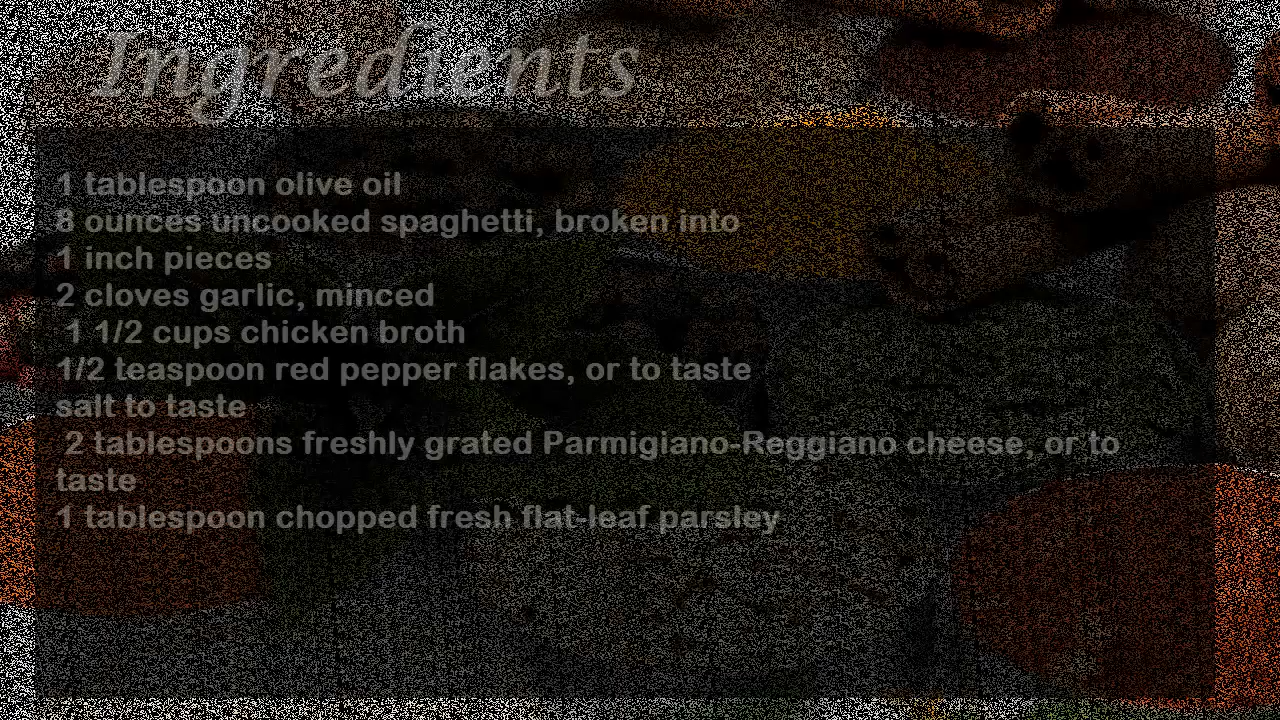 Ingredients
1 tablespoon olive oil
8 ounces uncooked spaghetti, broken into
1 inch pieces
2 cloves garlic, minced
1 1/2 cups chicken broth
1/2 teaspoon red pepper flakes, or to taste
salt to taste
2 tablespoons freshly grated Parmigiano-Reggiano cheese, or to
taste
1 tablespoon chopped fresh flat-leaf parsley